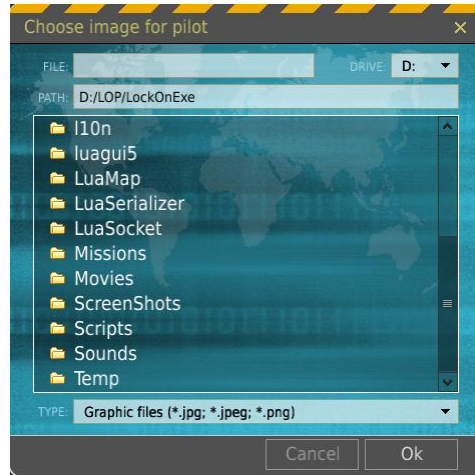 Choose image for pilot
FILE: DRIVE: D:
PATH: D:/LOP/LockOnExe
l10n
luagui5
LuaMap
LuaSerializer
LuaSocket
Missions
Movies
ScreenShots
Scripts
Sounds
Temp
TYPE: Graphic files (*.jpg; *.jpeg; *.png)
Cancel Ok